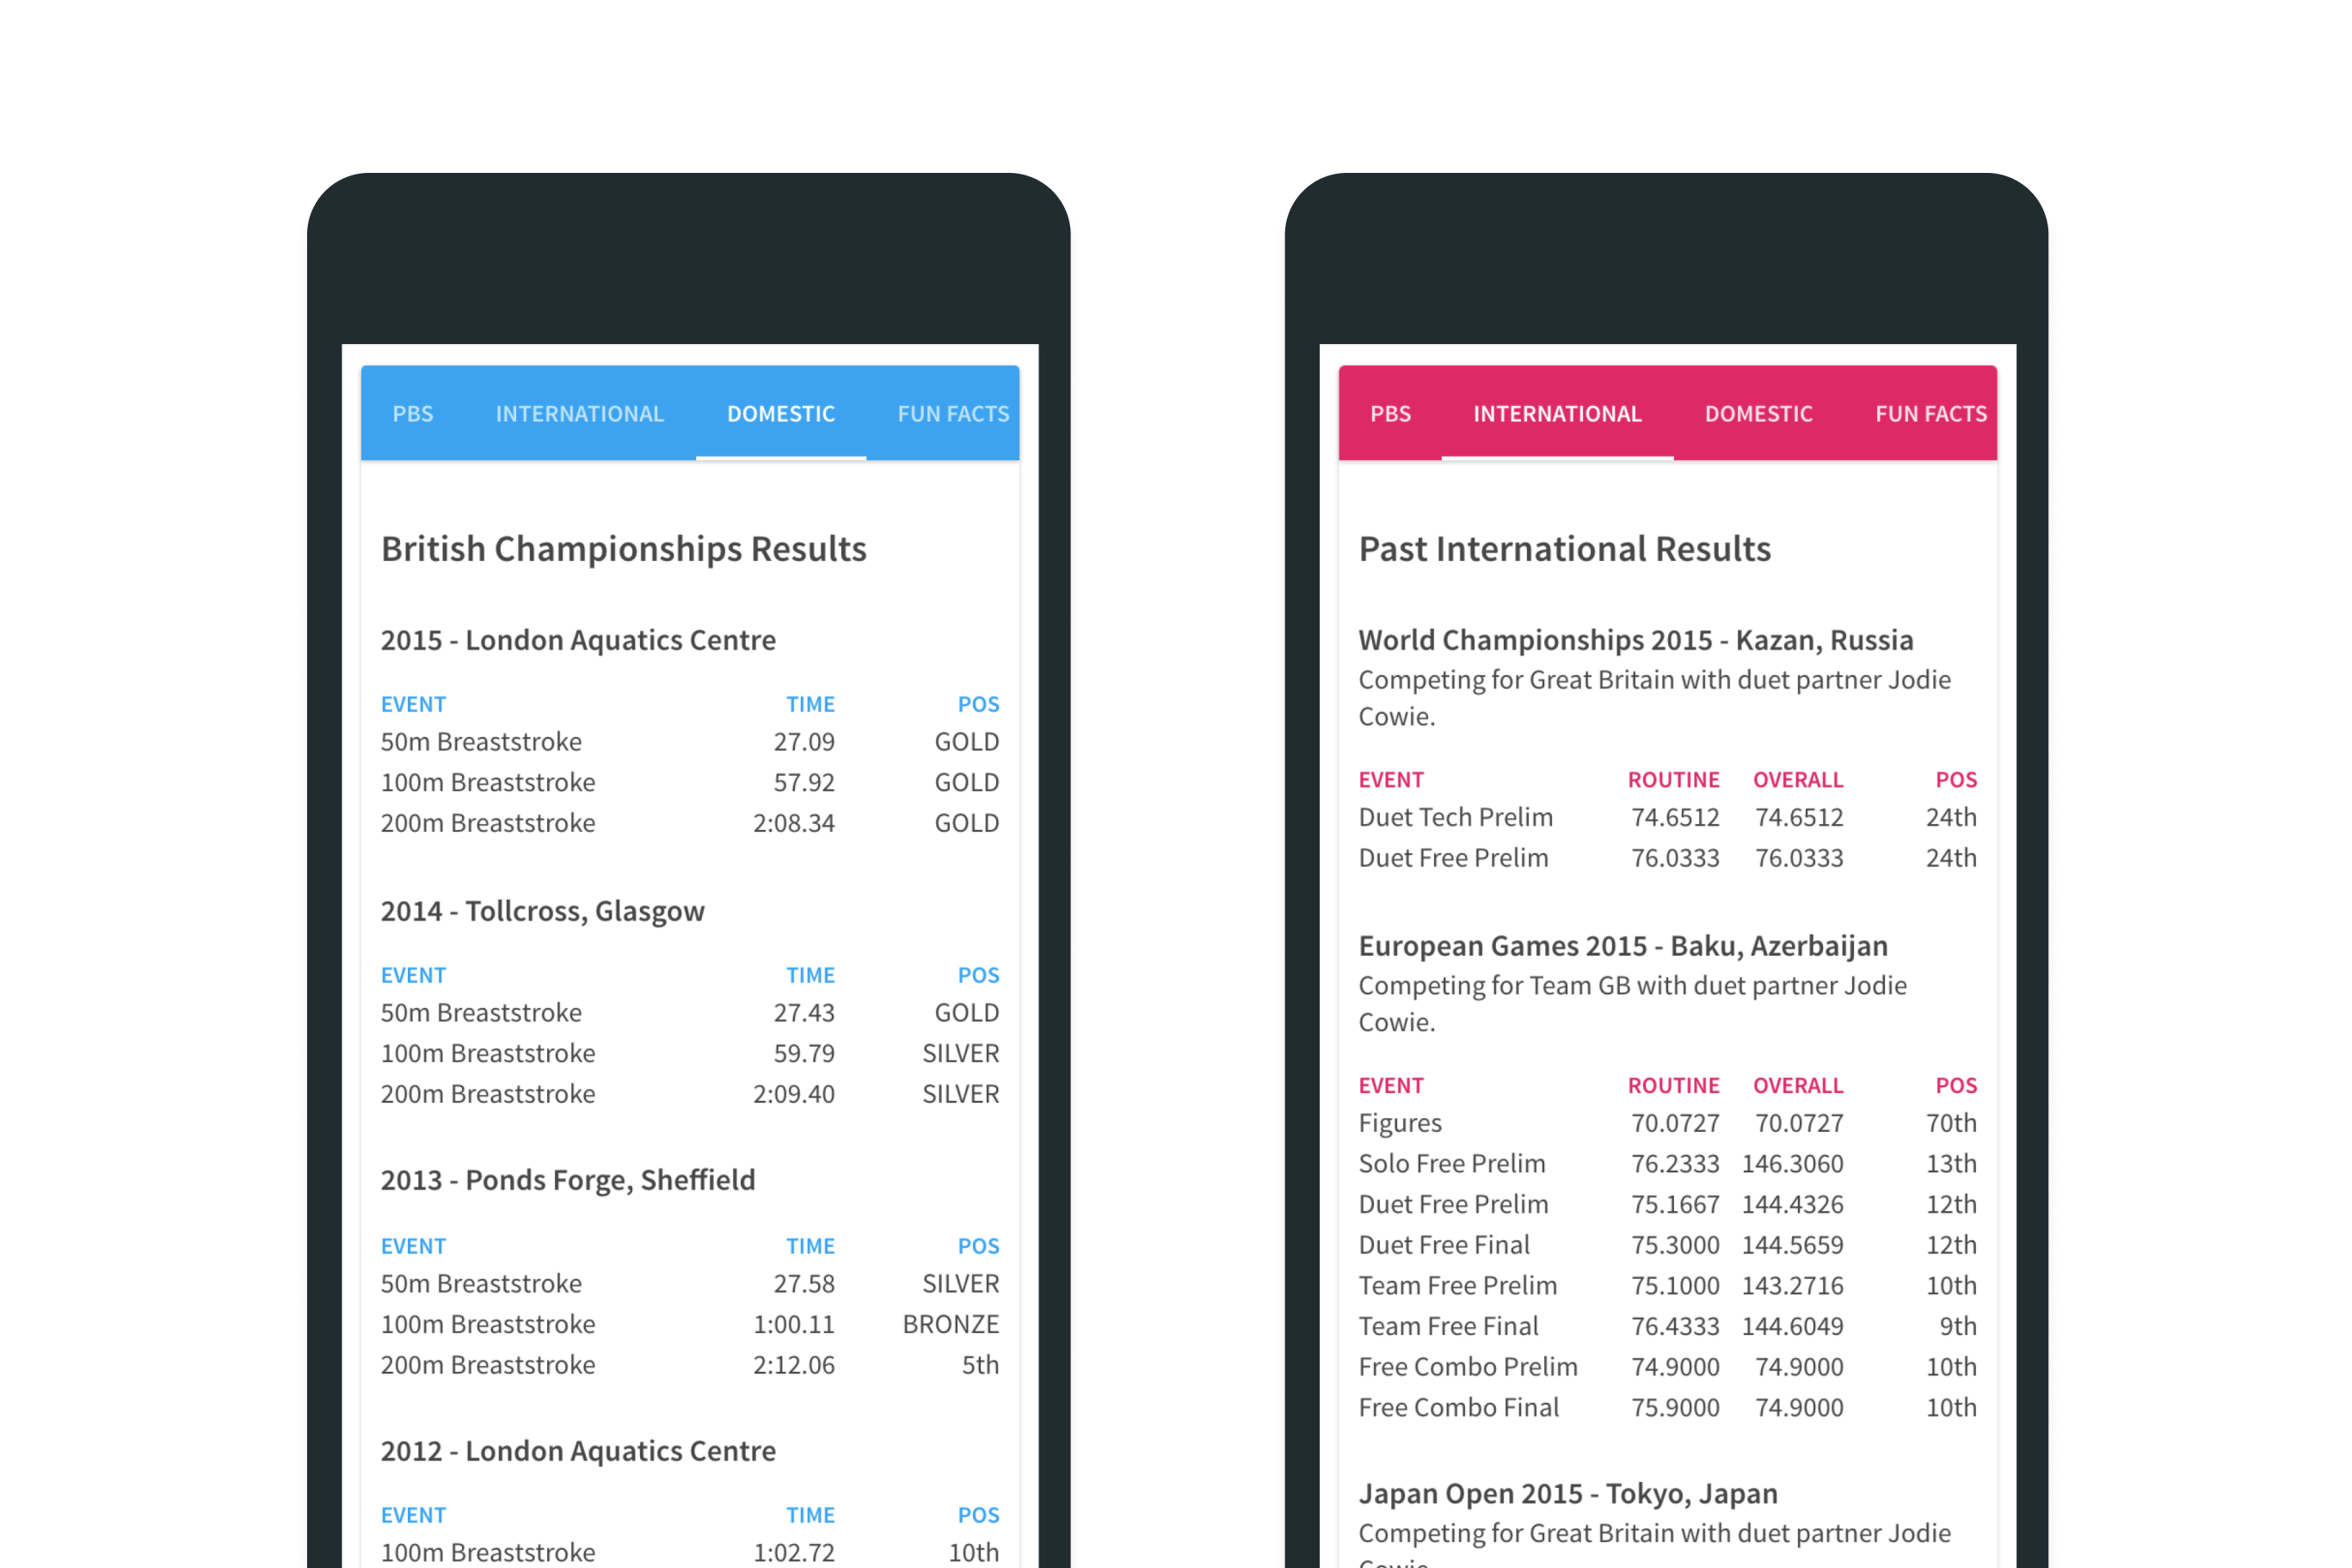 PBS INTERNATIONAL DOMESTIC FUN FACTS
British Championships Results
2015 - London Aquatics Centre
EVENT TIME POS
50m Breaststroke 27.09 GOLD
100m Breaststroke 57.92 GOLD
200m Breaststroke 2:08.34 GOLD
2014 - Tollcross, Glasgow
EVENT TIME POS
50m Breaststroke 27.43 GOLD
100m Breaststroke 59.79 SILVER
200m Breaststroke 2:09.40 SILVER
2013 - Ponds Forge, Sheffield
EVENT TIME POS
50m Breaststroke 27.58 SILVER
100m Breaststroke 1:00.11 BRONZE
200m Breaststroke 2:12.06 5th
2012 - London Aquatics Centre
EVENT TIME POS
100m Breaststroke 1:02.72 10th
PBS INTERNATIONAL DOMESTIC FUN FACTS
Past International Results
World Championships 2015 - Kazan, Russia
Competing for Great Britain with duet partner Jodie
Cowie.
EVENT ROUTINE OVERALL POS
Duet Tech Prelim 74.6512 74.6512 24th
Duet Free Prelim 76.0333 76.0333 24th
European Games 2015 - Baku, Azerbaijan
Competing for Team GB with duet partner Jodie
Cowie.
EVENT ROUTINE OVERALL POS
Figures 70.0727 70.0727 70th
Solo Free Prelim 76.2333 146.3060 13th
Duet Free Prelim 75.1667 144.4326 12th
Duet Free Final 75.3000 144.5659 12th
Team Free Prelim 75.1000 143.2716 10th
Team Free Final 76.4333 144.6049 9th
Free Combo Prelim 74.9000 74.9000 10th
Free Combo Final 75.9000 74.9000 10th
Japan Open 2015 - Tokyo, Japan
Competing for Great Britain with duet partner Jodie